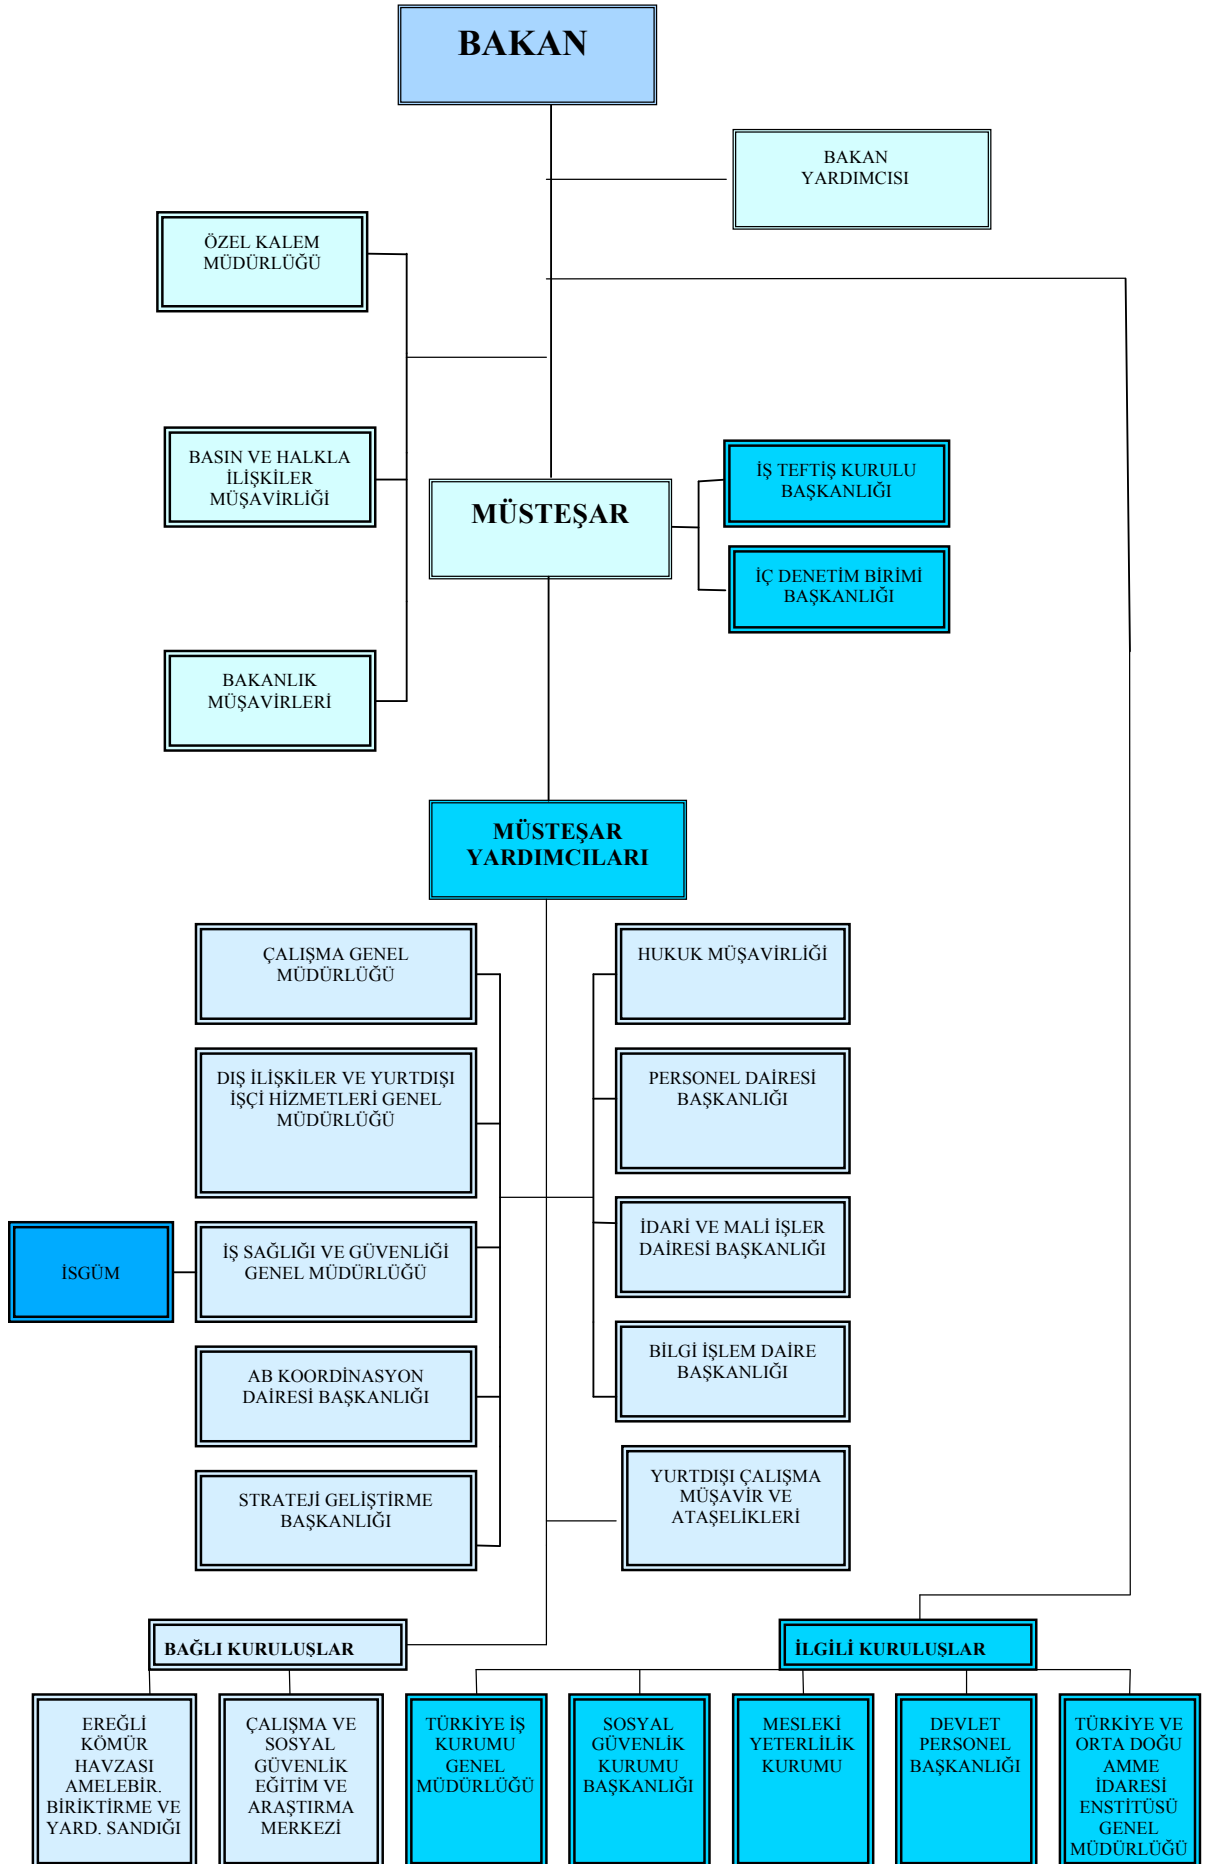 BAKAN
BAKAN
YARDIMCISI
ÖZEL KALEM
MÜDÜRLÜĞÜ
BASIN VE HALKLA
İLİŞKİLER
MÜŞAVİRLİĞİ
MÜSTEŞAR
İŞ TEFTİŞ KURULU
BAŞKANLIĞI
İÇ DENETİM BİRİMİ
BAŞKANLIĞI
BAKANLIK
MÜŞAVİRLERİ
MÜSTEŞAR
YARDIMCILARI
ÇALIŞMA GENEL
MÜDÜRLÜĞÜ
HUKUK MÜŞAVİRLİĞİ
DIŞ İLİŞKİLER VE YURTDIŞI
İŞÇİ HİZMETLERİ GENEL
MÜDÜRLÜĞÜ
PERSONEL DAİRESİ
BAŞKANLIĞI
İSGÜM
İŞ SAĞLIĞI VE GÜVENLİĞİ
GENEL MÜDÜRLÜĞÜ
İDARİ VE MALİ İŞLER
DAİRESİ BAŞKANLIĞI
AB KOORDİNASYON
DAİRESİ BAŞKANLIĞI
BİLGİ İŞLEM DAİRE
BAŞKANLIĞI
STRATEJİ GELİŞTİRME
BAŞKANLIĞI
YURTDIŞI ÇALIŞMA
MÜŞAVİR VE
ATAŞELİKLERİ
BAĞLI KURULUŞLAR
İLGİLİ KURULUŞLAR
EREĞLİ
KÖMÜR
HAVZASI
AMELEBİR.
BİRİKTİRME VE
YARD. SANDIĞI
ÇALIŞMA VE
SOSYAL
GÜVENLİK
EĞİTİM VE
ARAŞTIRMA
MERKEZİ
TÜRKİYE İŞ
KURUMU
GENEL
MÜDÜRLÜĞÜ
SOSYAL
GÜVENLİK
KURUMU
BAŞKANLIĞI
MESLEKİ
YETERLİLİK
KURUMU
DEVLET
PERSONEL
BAŞKANLIĞI
TÜRKİYE VE
ORTA DOĞU
AMME
İDARESİ
ENSTİTÜSÜ
GENEL
MÜDÜRLÜĞÜ